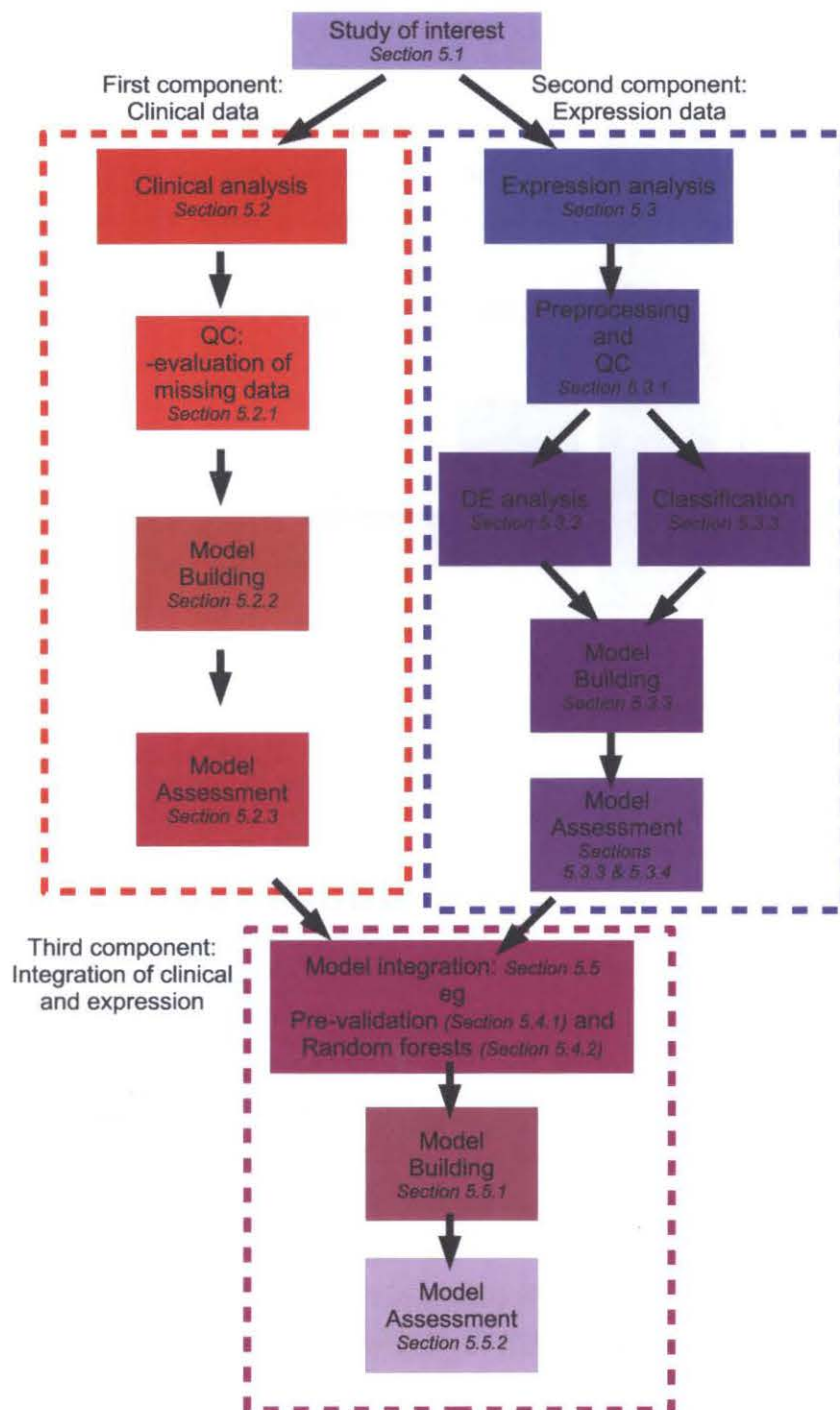 Study of interest
Section 5.1
First component:
Clinical data
Second component:
Expression data
Clinical analysis
Section 5.2
QC:
-evaluation of
missing data
Section 5.2.1
Model
Building
Section 5.2.2
Model
Assessment
Section 5.2.3
Expression analysis
Section 5.3
Preprocessing
and
QC
Section 5.3.1
DE analysis
Section 5.3.2
Classification
Section 5.3.3
Model
Building
Section 5.3.3
Model
Assessment
Sections
5.3.3 & 5.3.4
Third component:
Integration of clinical
and expression
Model integration: Section 5.5
eg
Pre-validation (Section 5.4.1) and
Random forests (Section 5.4.2)
Model
Building
Section 5.5.1
Model
Assessment
Section 5.5.2